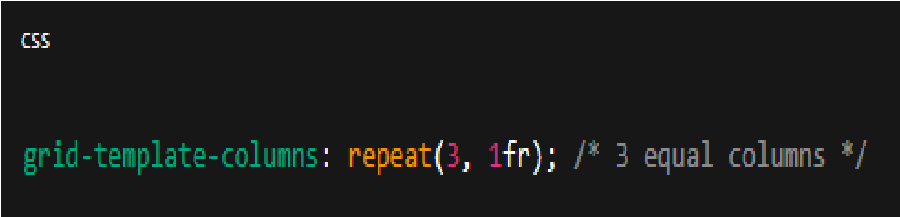 css
grid-template-columns: repeat(3, 1fr); /* 3 equal columns */